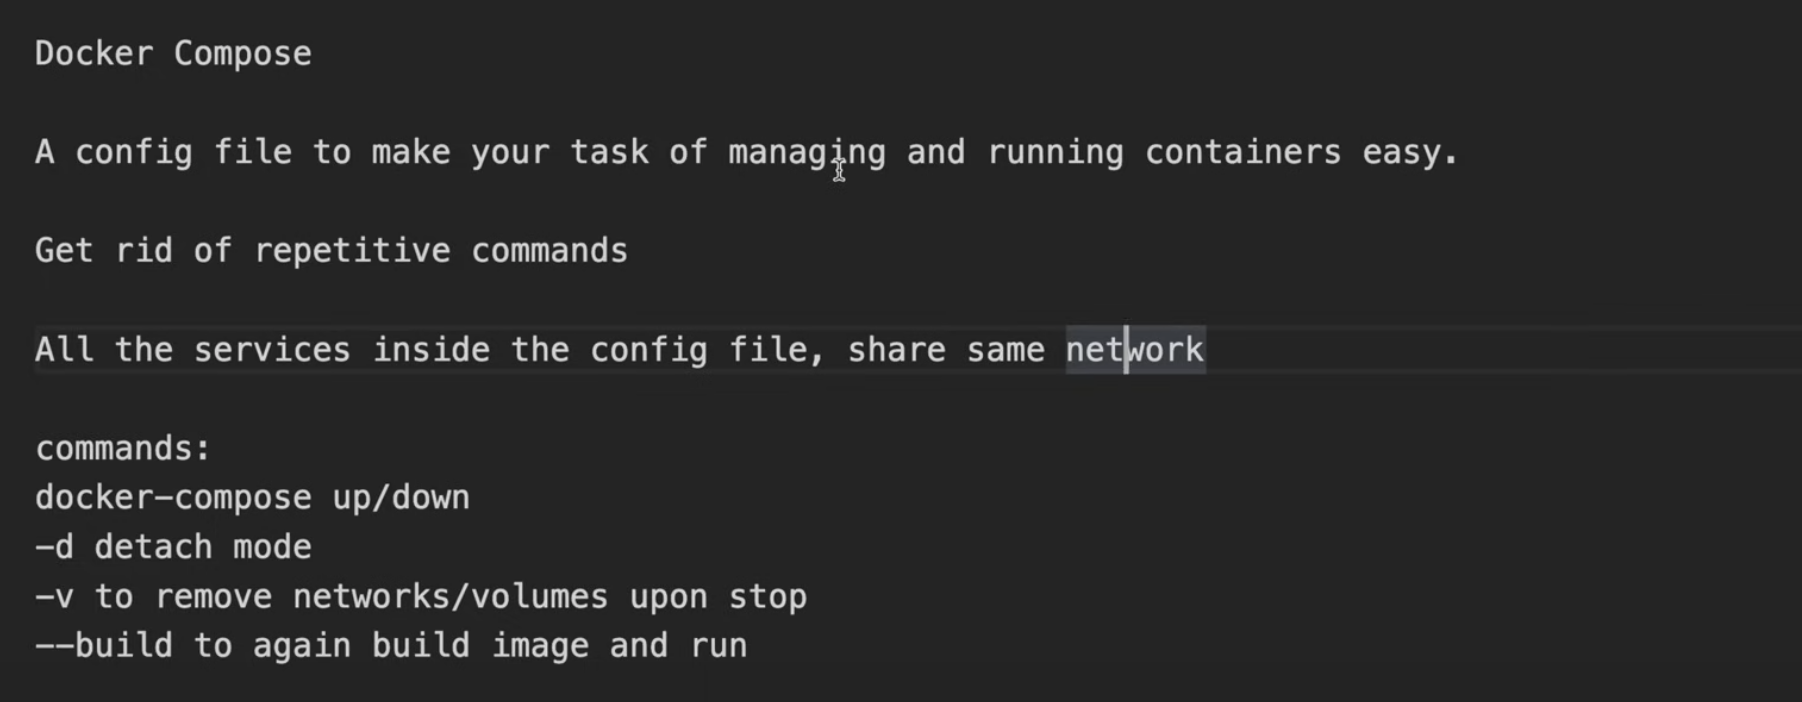 Docker Compose
A config file to make your task of managing and running containers easy.
Get rid of repetitive commands
All the services inside the config file, share same network
commands:
docker-compose up/down
-d detach mode
-v to remove networks/volumes upon stop
--build to again build image and run